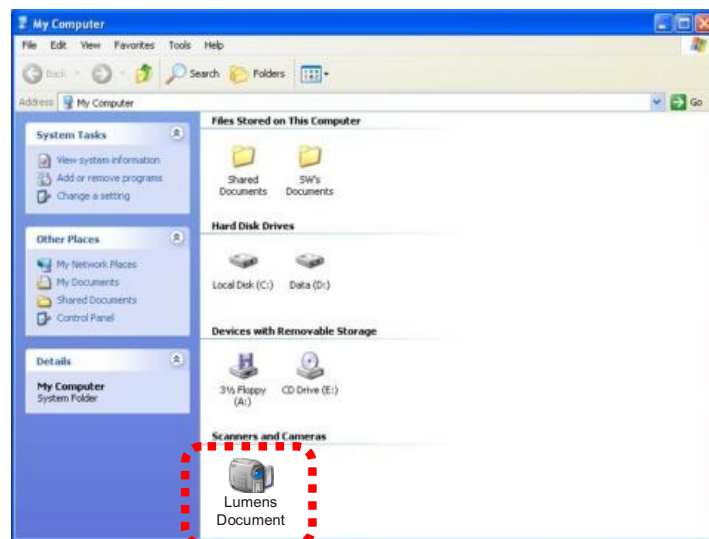 My Computer
File Edit View Favorites Tools Help
Back Search Folders
Address My Computer Go
System Tasks
View system information
Add or remove programs
Change a setting
Other Places
My Network Places
My Documents
Shared Documents
Control Panel
Details
My Computer
System Folder
Files Stored on This Computer
Shared Documents
SW's Documents
Hard Disk Drives
Local Disk (C:) Data (D:)
Devices with Removable Storage
3½ Floppy (A:)
CD Drive (E:)
Scanners and Cameras
Lumens
Document